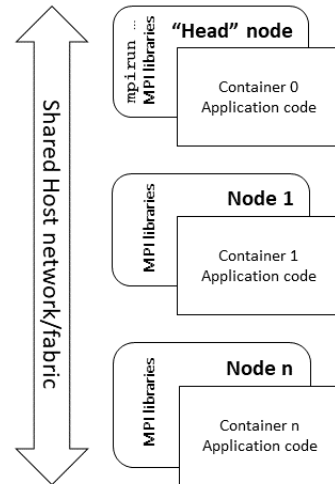 Shared Host network/fabric
mpirun ...
MPI libraries
“Head” node
Container 0
Application code
MPI libraries
Node 1
Container 1
Application code
MPI libraries
Node n
Container n
Application code